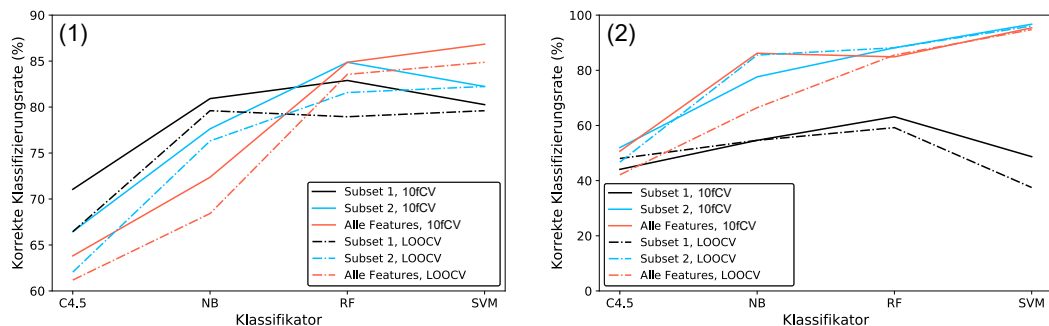 (1)
Korrekte Klassifizierungsrate (%)
90
85
80
75
70
65
60
C4.5
NB
RF
SVM
Klassifikator
Subset 1, 10fCV
Subset 2, 10fCV
Alle Features, 10fCV
Subset 1, LOOCV
Subset 2, LOOCV
Alle Features, LOOCV
(2)
Korrekte Klassifizierungsrate (%)
100
80
60
40
20
0
C4.5
NB
RF
SVM
Klassifikator
Subset 1, 10fCV
Subset 2, 10fCV
Alle Features, 10fCV
Subset 1, LOOCV
Subset 2, LOOCV
Alle Features, LOOCV